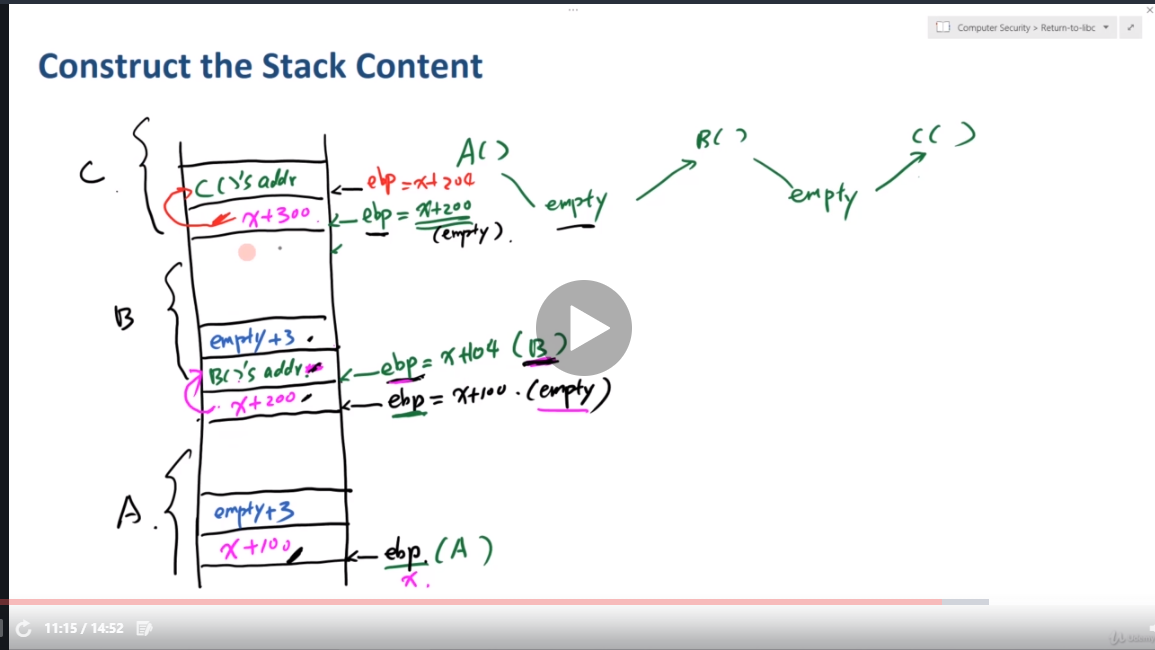 Computer Security > Return-to-libc
Construct the Stack Content
A()
B()
C()
empty
empty
C
C()'s addr
ebp = x+204
x+300
ebp = x+200
(empty).
B
empty+3
B()'s addr
ebp = x+104 (B)
x+200
ebp = x+100 . (empty)
A.
empty+3
x+100
ebp. (A)
x.
11:15 / 14:52
Udemy